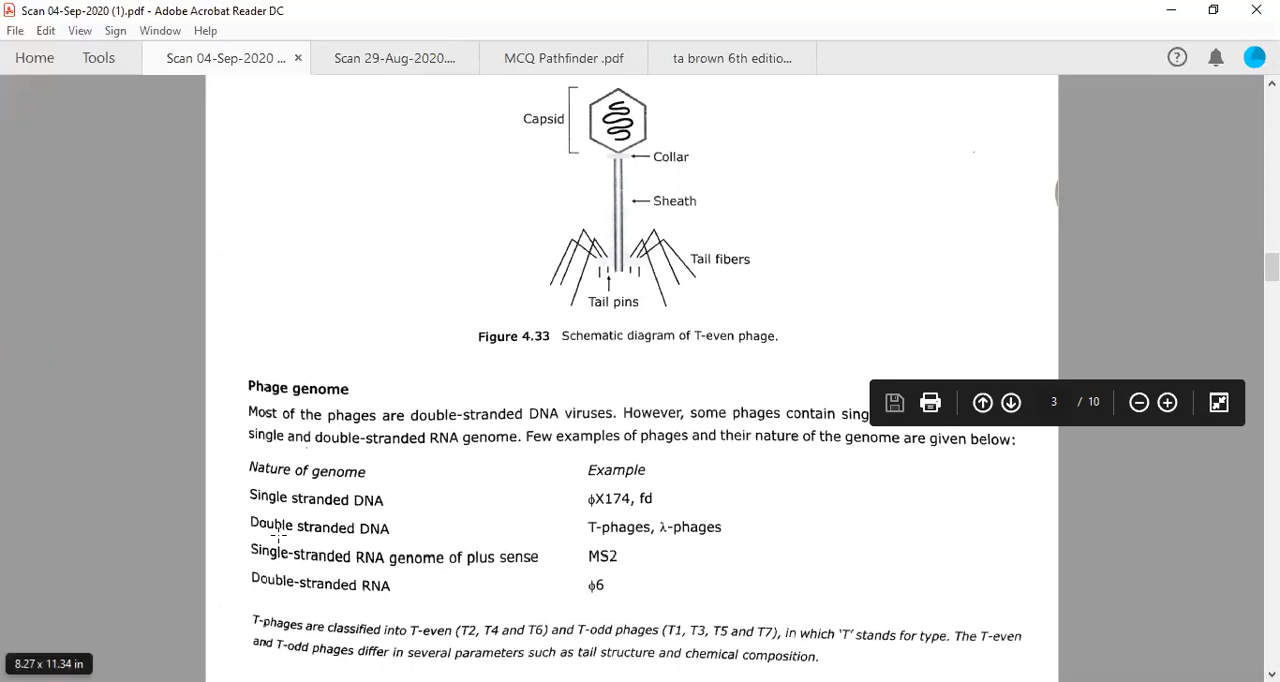 Scan 04-Sep-2020 (1).pdf - Adobe Acrobat Reader DC
File Edit View Sign Window Help
Home Tools Scan 04-Sep-2020 ... × Scan 29-Aug-2020.... MCQ Pathfinder .pdf ta brown 6th editio...
Capsid
Collar
Sheath
Tail fibers
Tail pins
Figure 4.33 Schematic diagram of T-even phage.
Phage genome
Most of the phages are double-stranded DNA viruses. However, some phages contain
single and double-stranded RNA genome. Few examples of phages and their nature of the genome are given below:
3 / 10
Nature of genome Example
Single stranded DNA ϕX174, fd
Double stranded DNA T-phages, λ-phages
Single-stranded RNA genome of plus sense MS2
Double-stranded RNA ϕ6
T-phages are classified into T-even (T2, T4 and T6) and T-odd phages (T1, T3, T5 and T7), in which 'T' stands for type. The T-even
and T-odd phages differ in several parameters such as tail structure and chemical composition.
8.27 x 11.34 in